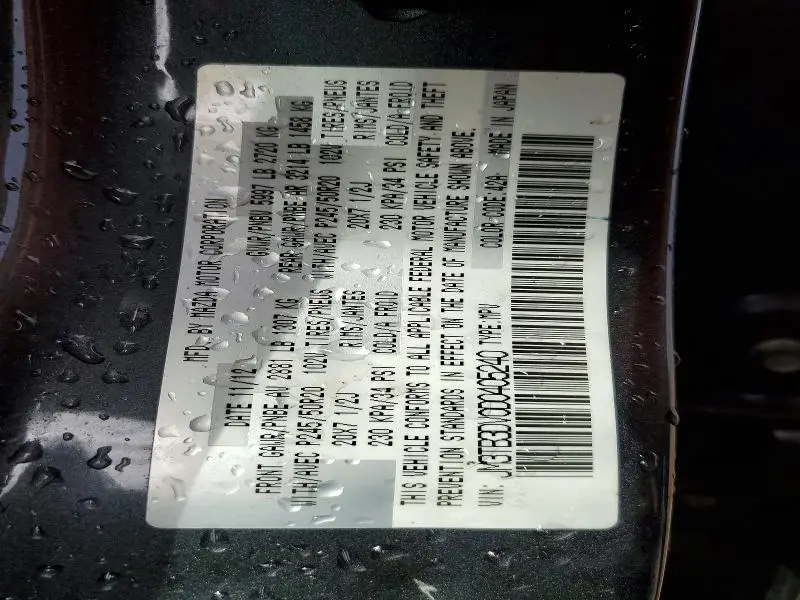 MFD BY MAZDA MOTOR CORPORATION
DATE 11/12 GVWR/PNBV 5997 LB 2720 KG
FRONT GAWR/PNBE AV 2881 LB 1307 KG REAR GAWR/PNBE AR 3214 LB 1458 KG
WITH/AVEC P245/50R20 102V TIRES/PNEUS WITH/AVEC P245/50R20 102V TIRES/PNEUS
20X7 1/2J RIMS/JANTES 20X7 1/2J RIMS/JANTES
230 KPA/34 PSI COLD/A FROID 230 KPA/34 PSI COLD/A FROID
THIS VEHICLE CONFORMS TO ALL APPLICABLE FEDERAL MOTOR VEHICLE SAFETY AND THEFT
PREVENTION STANDARDS IN EFFECT ON THE DATE OF MANUFACTURE SHOWN ABOVE.
VIN: TYPE:MPV COLOR CODE 42A MADE IN JAPAN